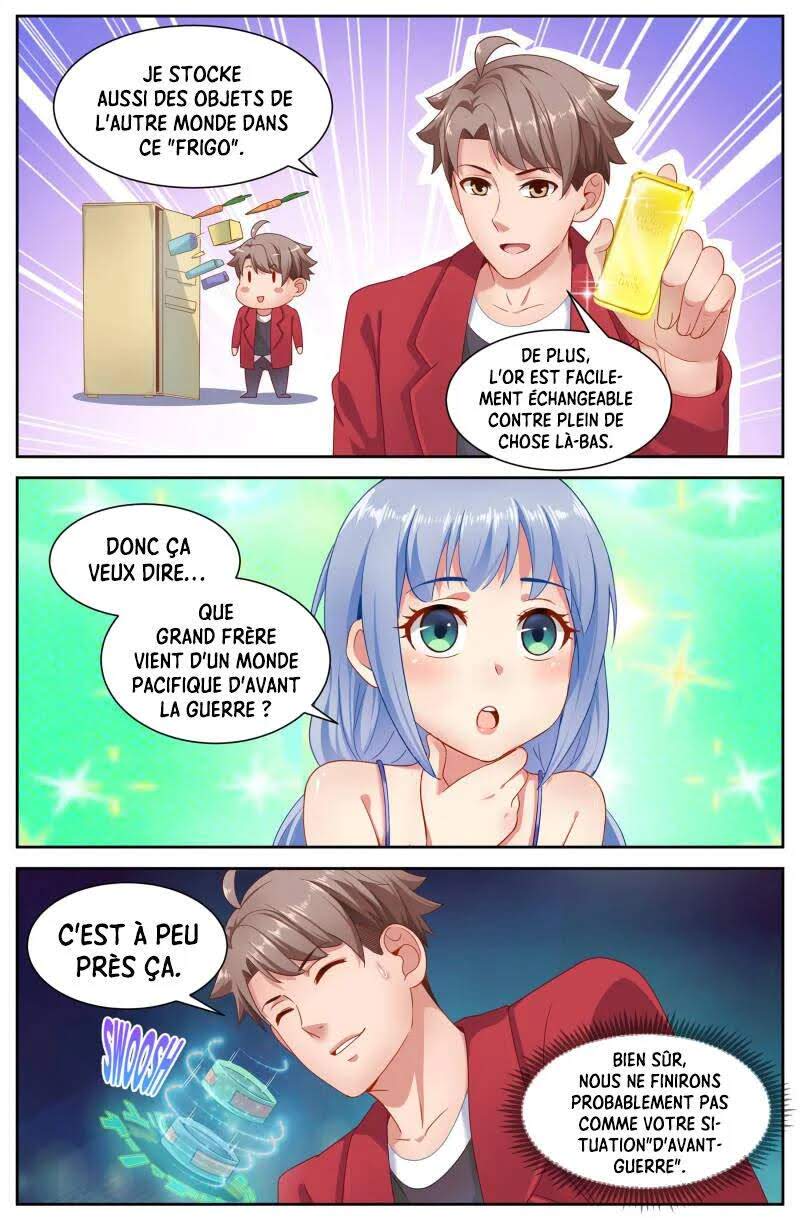 JE STOCKE
AUSSI DES OBJETS DE
L'AUTRE MONDE DANS
CE "FRIGO".
DE PLUS,
L'OR EST FACILE-
MENT ÉCHANGEABLE
CONTRE PLEIN DE
CHOSE LÀ-BAS.
DONC ÇA
VEUX DIRE...
QUE
GRAND FRÈRE
VIENT D'UN MONDE
PACIFIQUE D'AVANT
LA GUERRE ?
C'EST À PEU
PRÈS ÇA.
SWOOSH
BIEN SÛR,
NOUS NE FINIRONS
PROBABLEMENT PAS
COMME VOTRE SI-
TUATION"D'AVANT-
GUERRE".